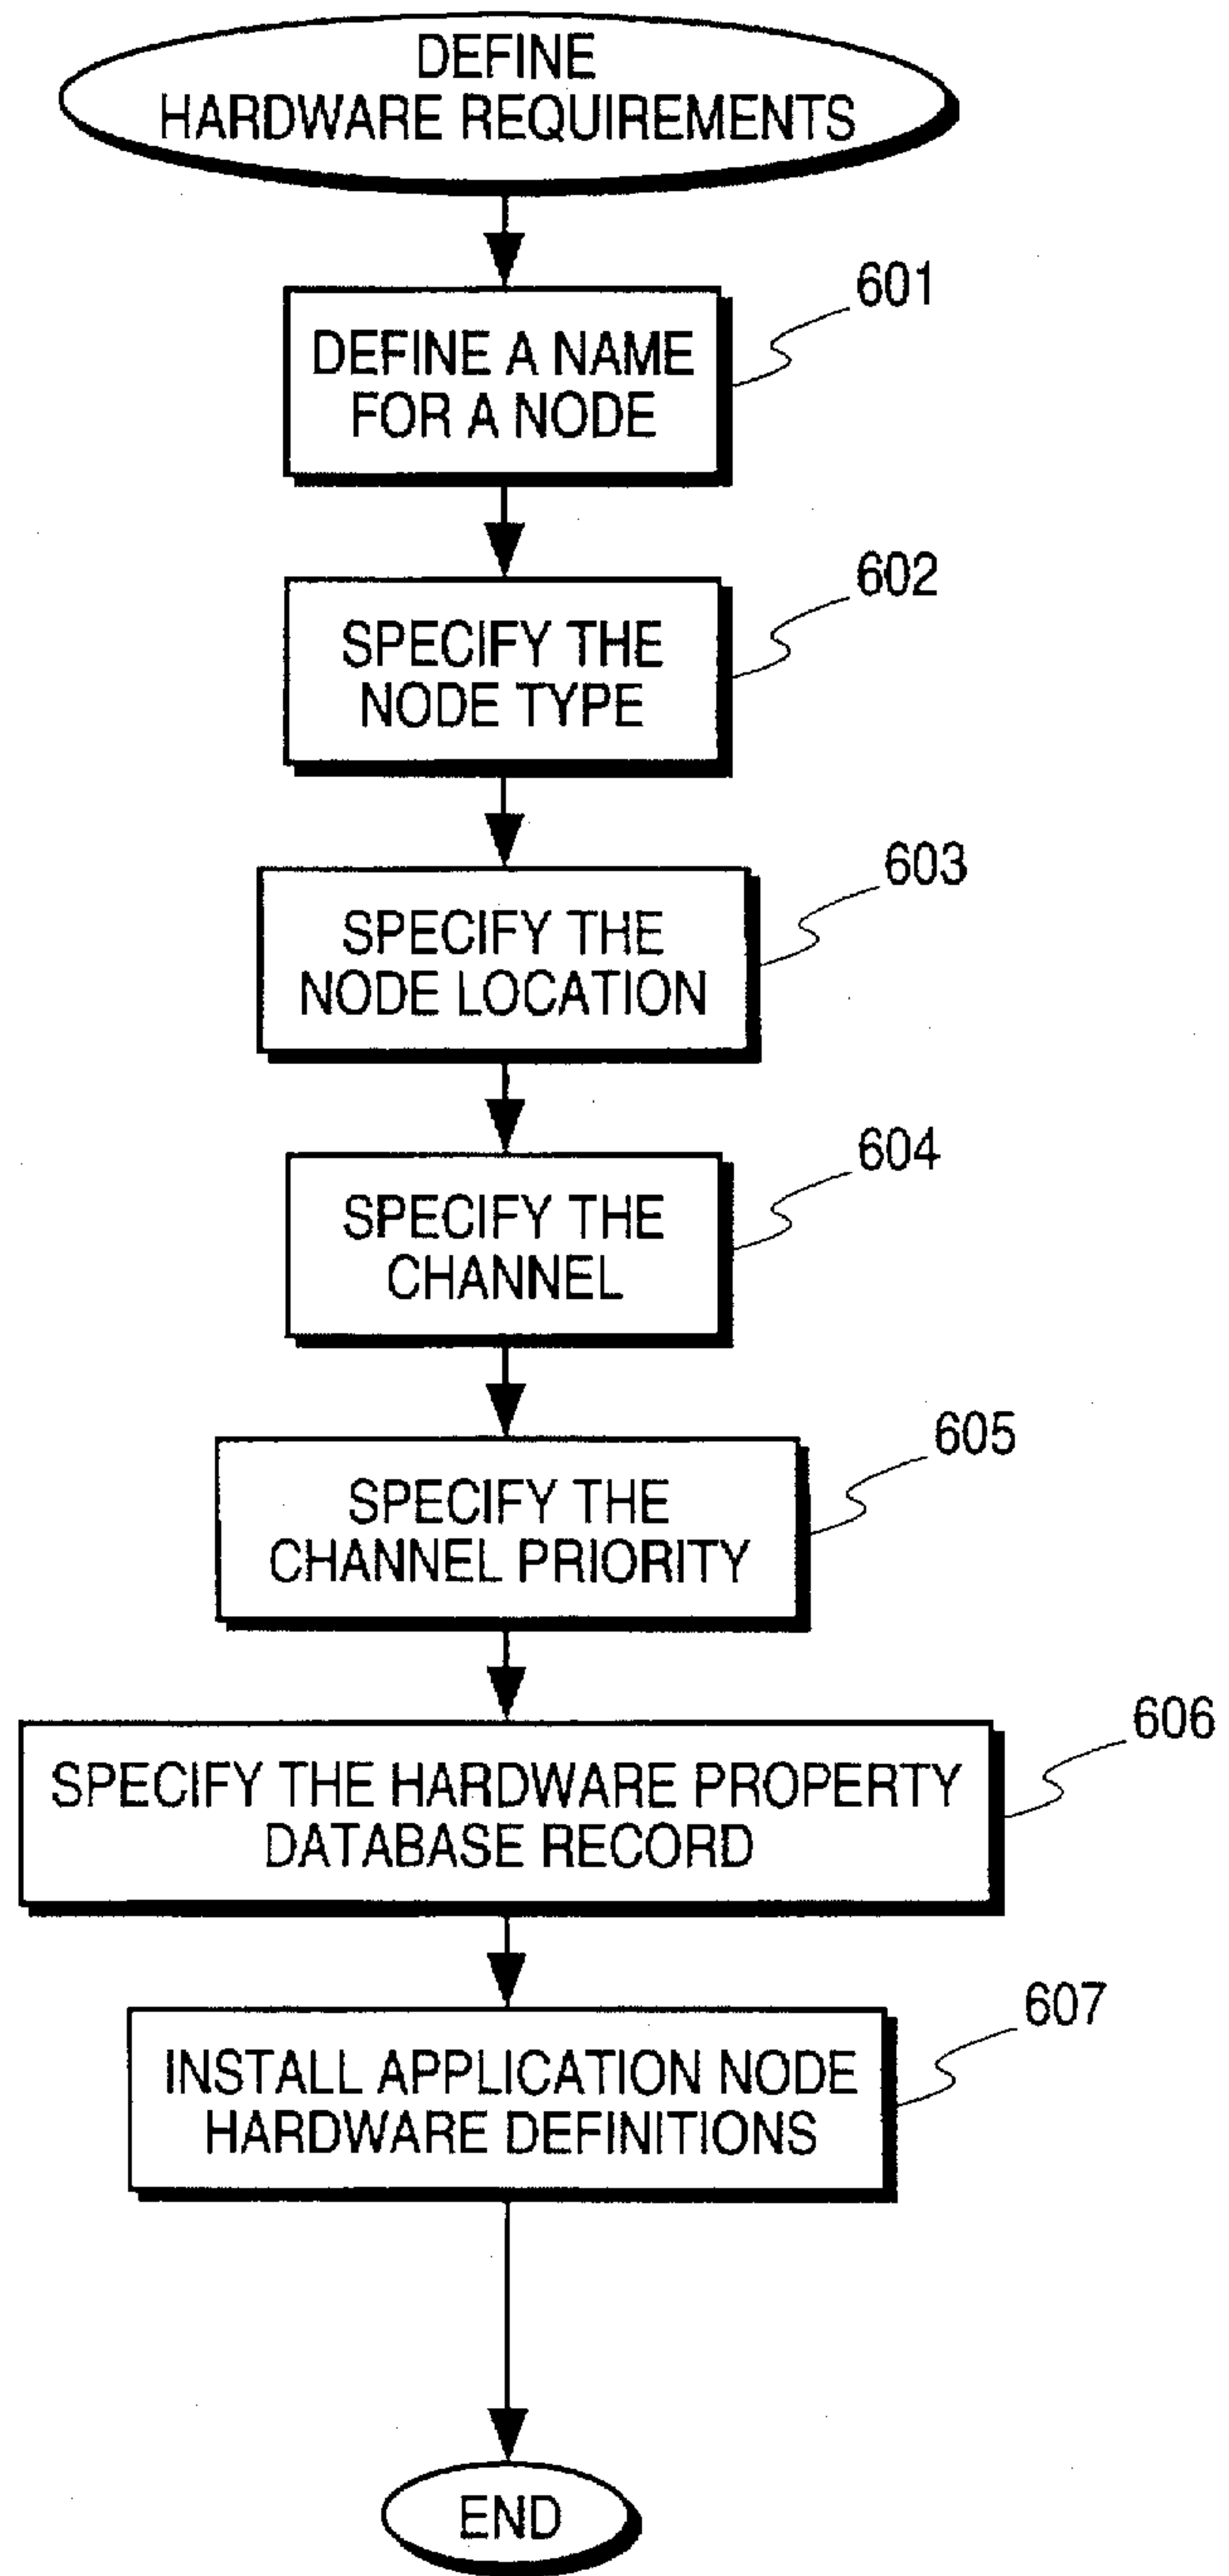 DEFINE
HARDWARE REQUIREMENTS
601
DEFINE A NAME
FOR A NODE
602
SPECIFY THE
NODE TYPE
603
SPECIFY THE
NODE LOCATION
604
SPECIFY THE
CHANNEL
605
SPECIFY THE
CHANNEL PRIORITY
606
SPECIFY THE HARDWARE PROPERTY
DATABASE RECORD
607
INSTALL APPLICATION NODE
HARDWARE DEFINITIONS
END